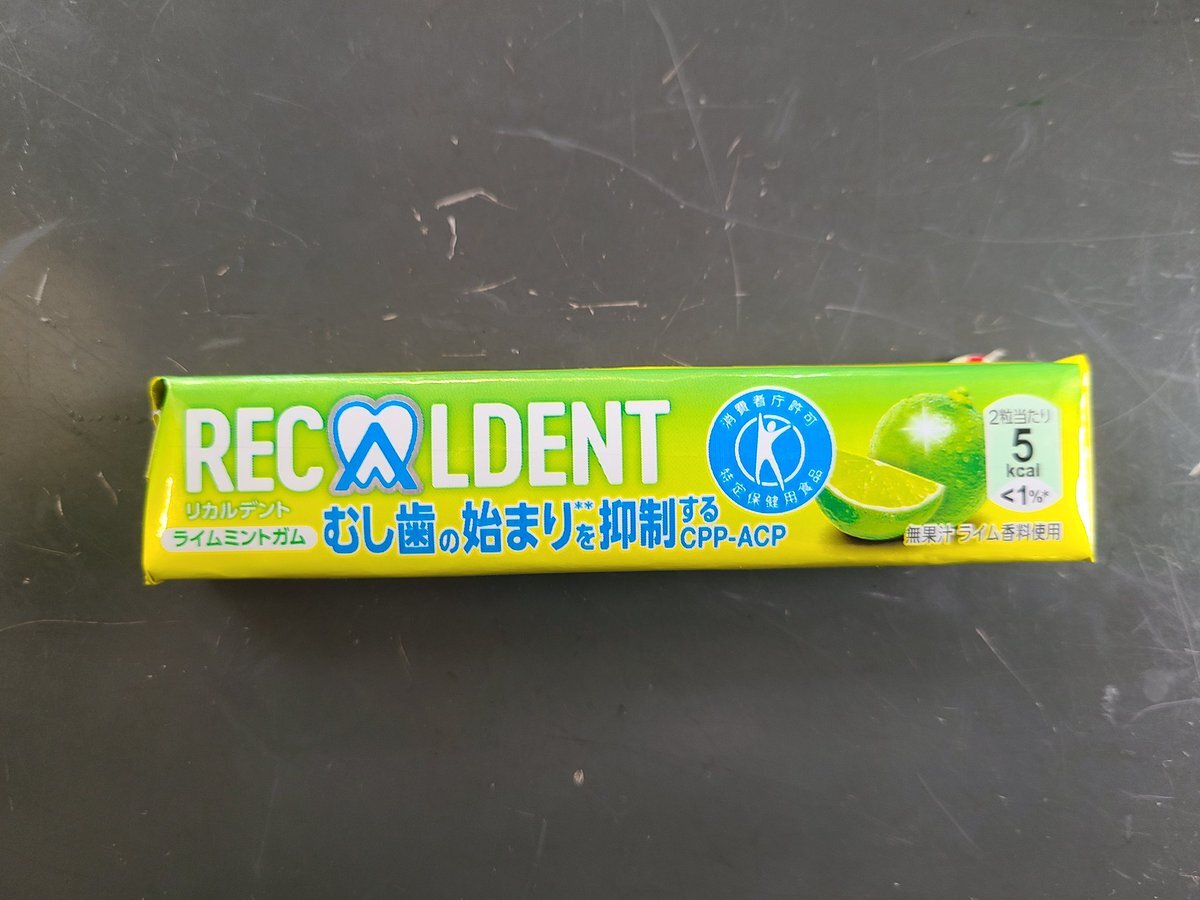 RECALDENT
リカルデント
ライムミントガム
むし歯の始まり**を抑制する
CPP-ACP
消費者庁許可
特定保健用食品
2粒当たり
5
kcal
<1%*
無果汁 ライム香料使用